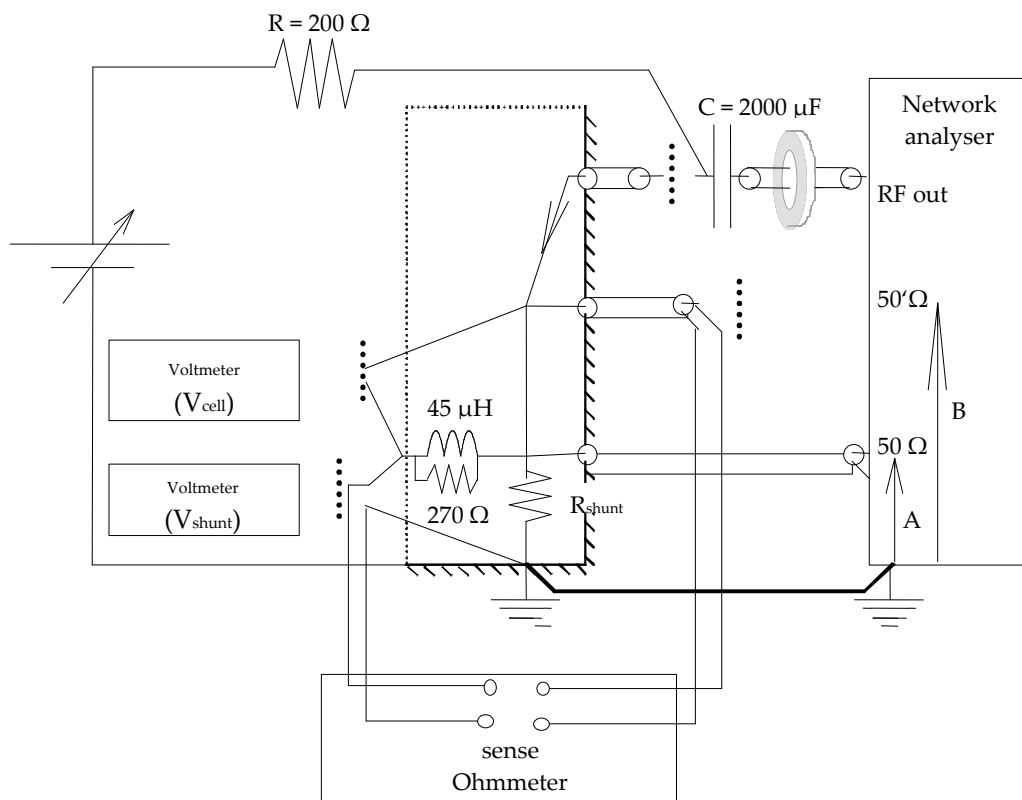 R = 200 Ω
C = 2000 μF
Network
analyser
RF out
50‘Ω
Voltmeter
(Vcell)
45 μH
B
50 Ω
Voltmeter
(Vshunt)
270 Ω
Rshunt
A
sense
Ohmmeter